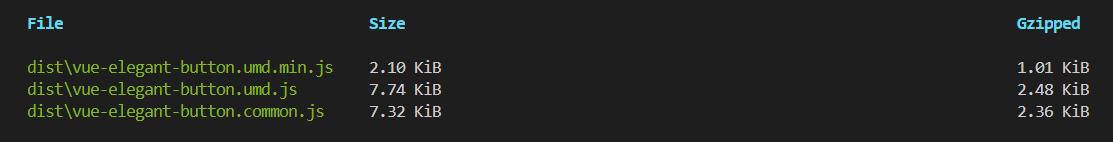 File Size Gzipped
dist\vue-elegant-button.umd.min.js 2.10 KiB 1.01 KiB
dist\vue-elegant-button.umd.js 7.74 KiB 2.48 KiB
dist\vue-elegant-button.common.js 7.32 KiB 2.36 KiB